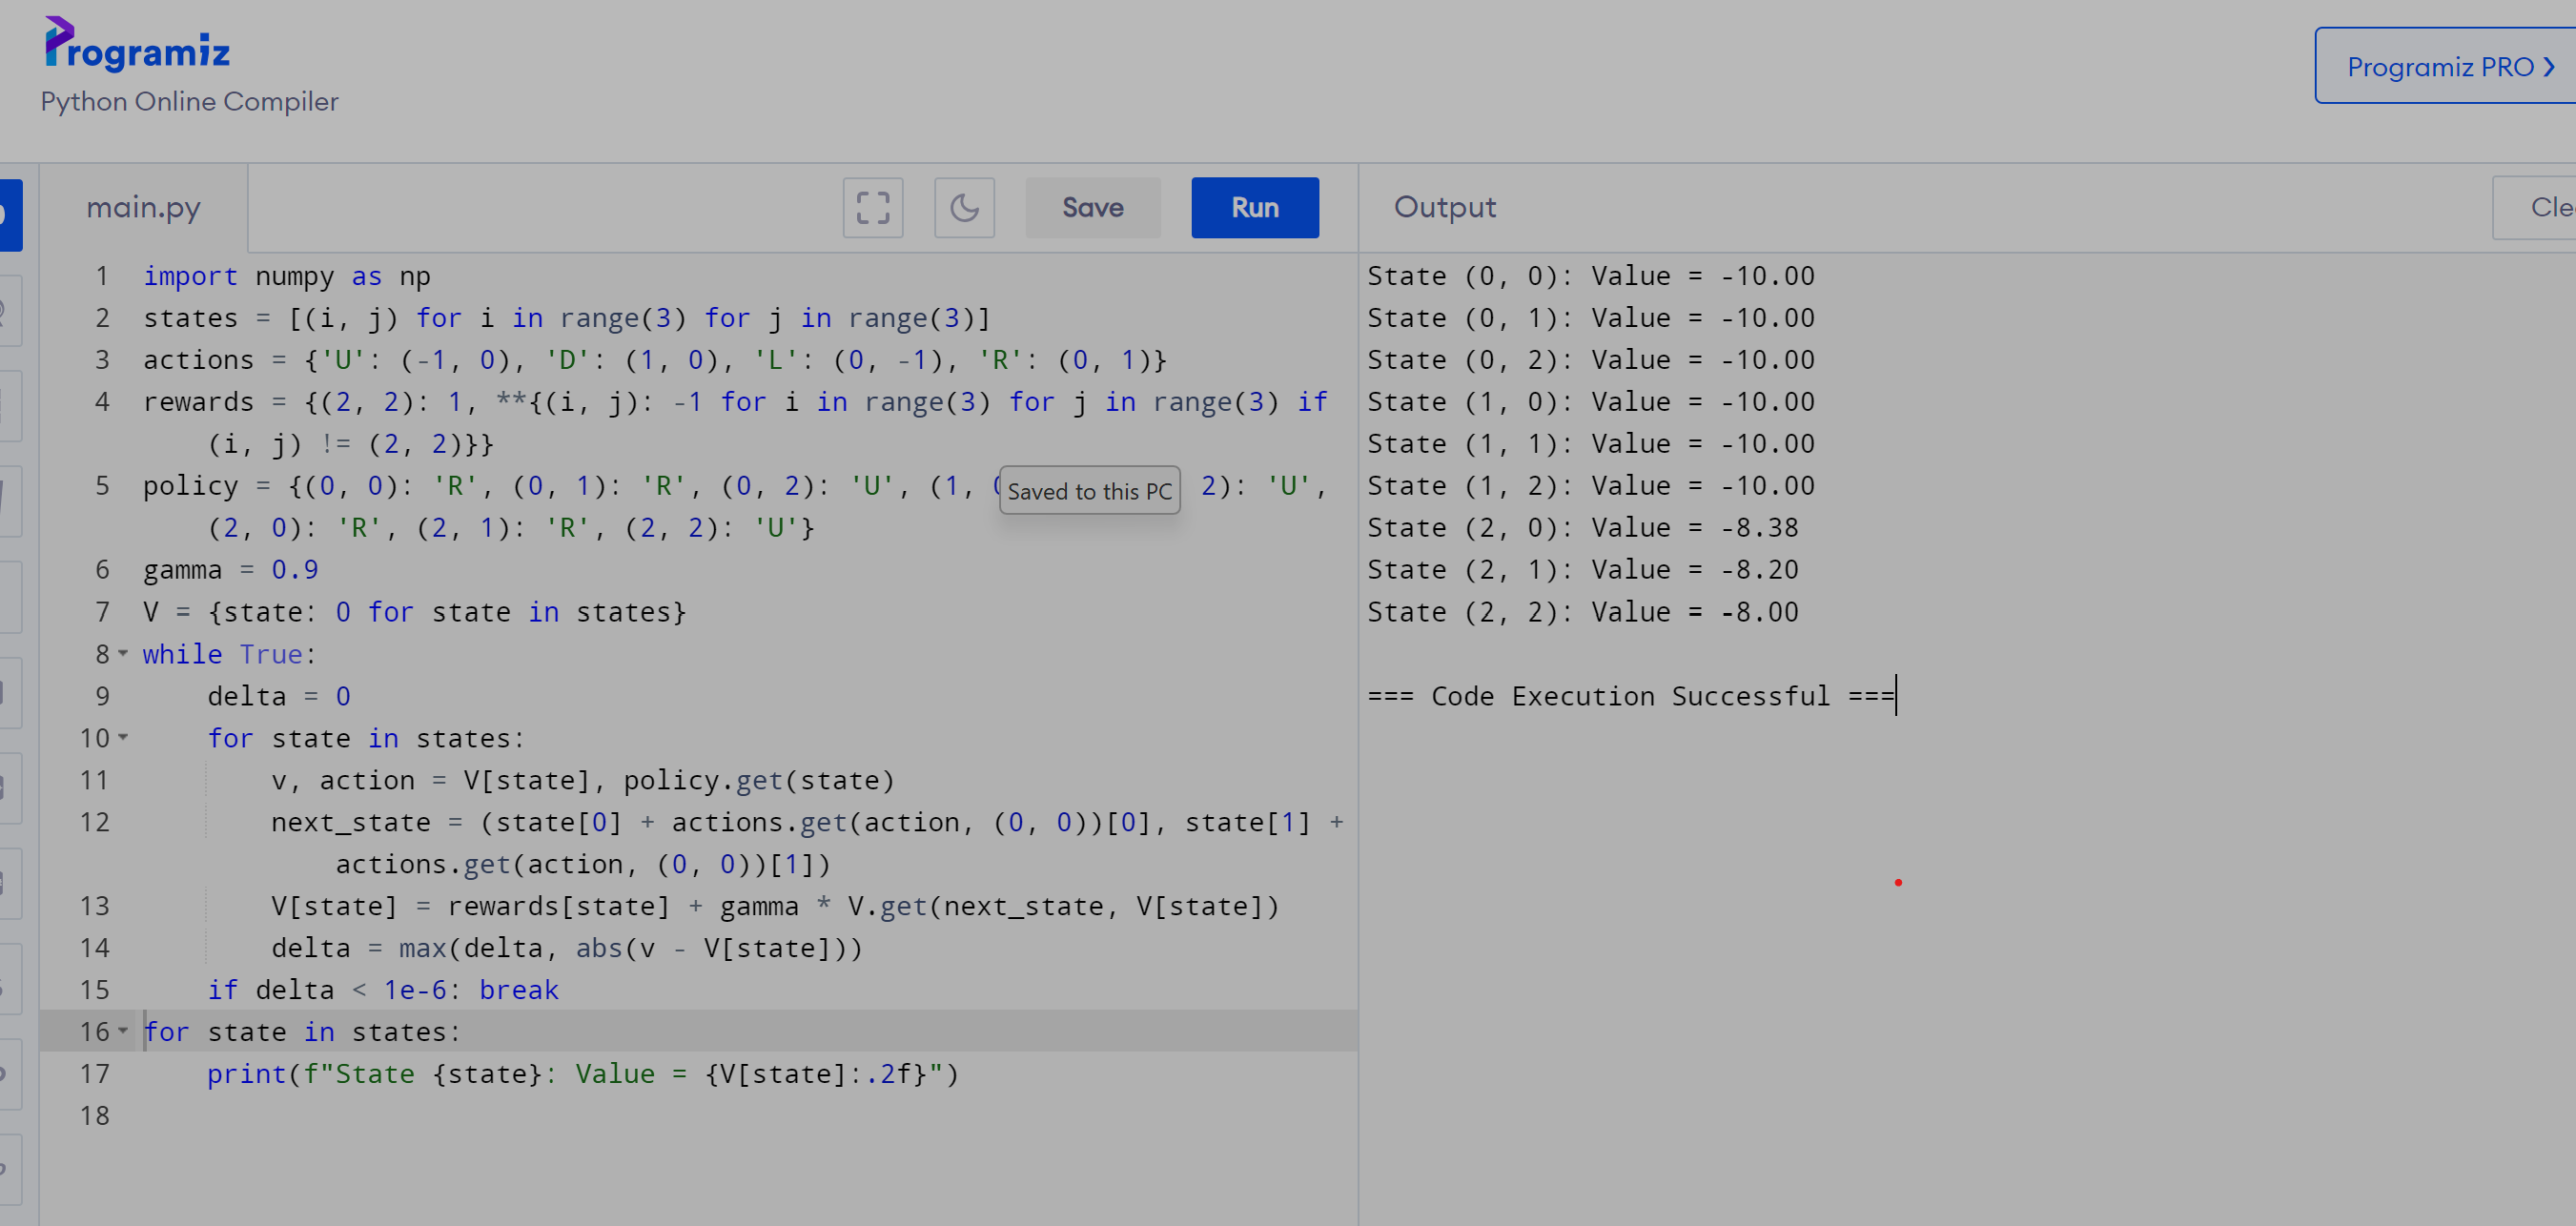 Programiz
Python Online Compiler
Programiz PRO
main.py
Save
Run
Output
1 import numpy as np
2 states = [(i, j) for i in range(3) for j in range(3)]
3 actions = {'U': (-1, 0), 'D': (1, 0), 'L': (0, -1), 'R': (0, 1)}
4 rewards = {(2, 2): 1, **{(i, j): -1 for i in range(3) for j in range(3) if
(i, j) != (2, 2)}}
5 policy = {(0, 0): 'R', (0, 1): 'R', (0, 2): 'U', (1, 2): 'U',
Saved to this PC
(2, 0): 'R', (2, 1): 'R', (2, 2): 'U'}
6 gamma = 0.9
7 V = {state: 0 for state in states}
8 while True:
9 delta = 0
10 for state in states:
11 v, action = V[state], policy.get(state)
12 next_state = (state[0] + actions.get(action, (0, 0))[0], state[1] +
actions.get(action, (0, 0))[1])
13 V[state] = rewards[state] + gamma * V.get(next_state, V[state])
14 delta = max(delta, abs(v - V[state]))
15 if delta < 1e-6: break
16 for state in states:
17 print(f"State {state}: Value = {V[state]:.2f}")
18
State (0, 0): Value = -10.00
State (0, 1): Value = -10.00
State (0, 2): Value = -10.00
State (1, 0): Value = -10.00
State (1, 1): Value = -10.00
State (1, 2): Value = -10.00
State (2, 0): Value = -8.38
State (2, 1): Value = -8.20
State (2, 2): Value = -8.00
=== Code Execution Successful ===